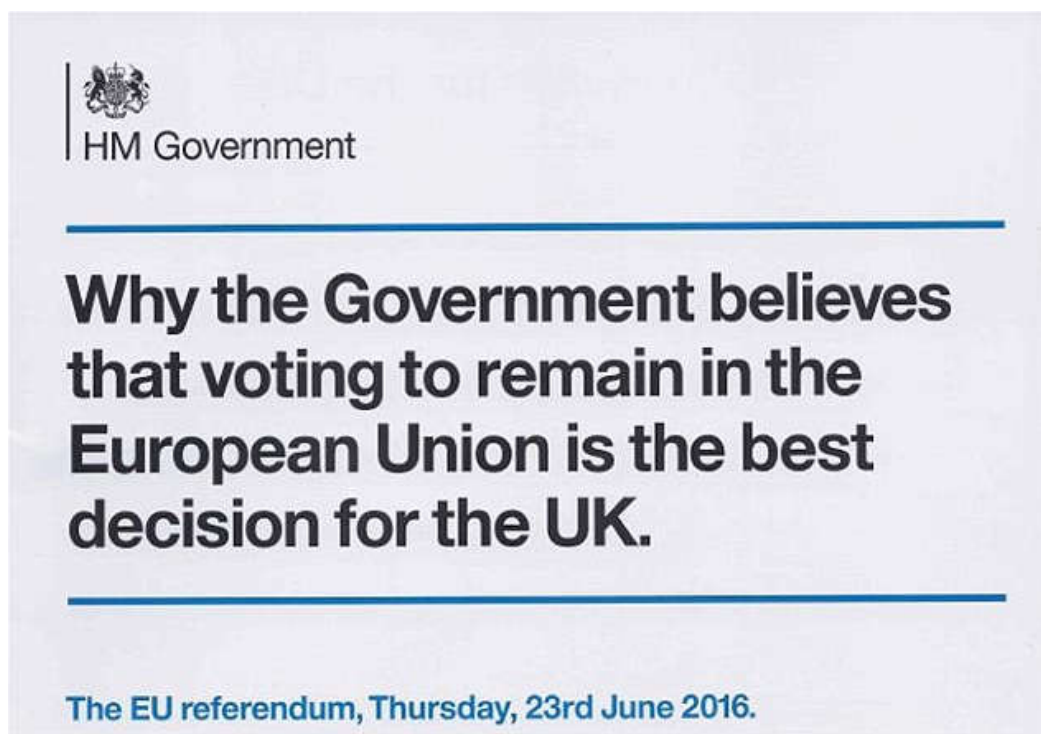 HM Government
Why the Government believes
that voting to remain in the
European Union is the best
decision for the UK.
The EU referendum, Thursday, 23rd June 2016.